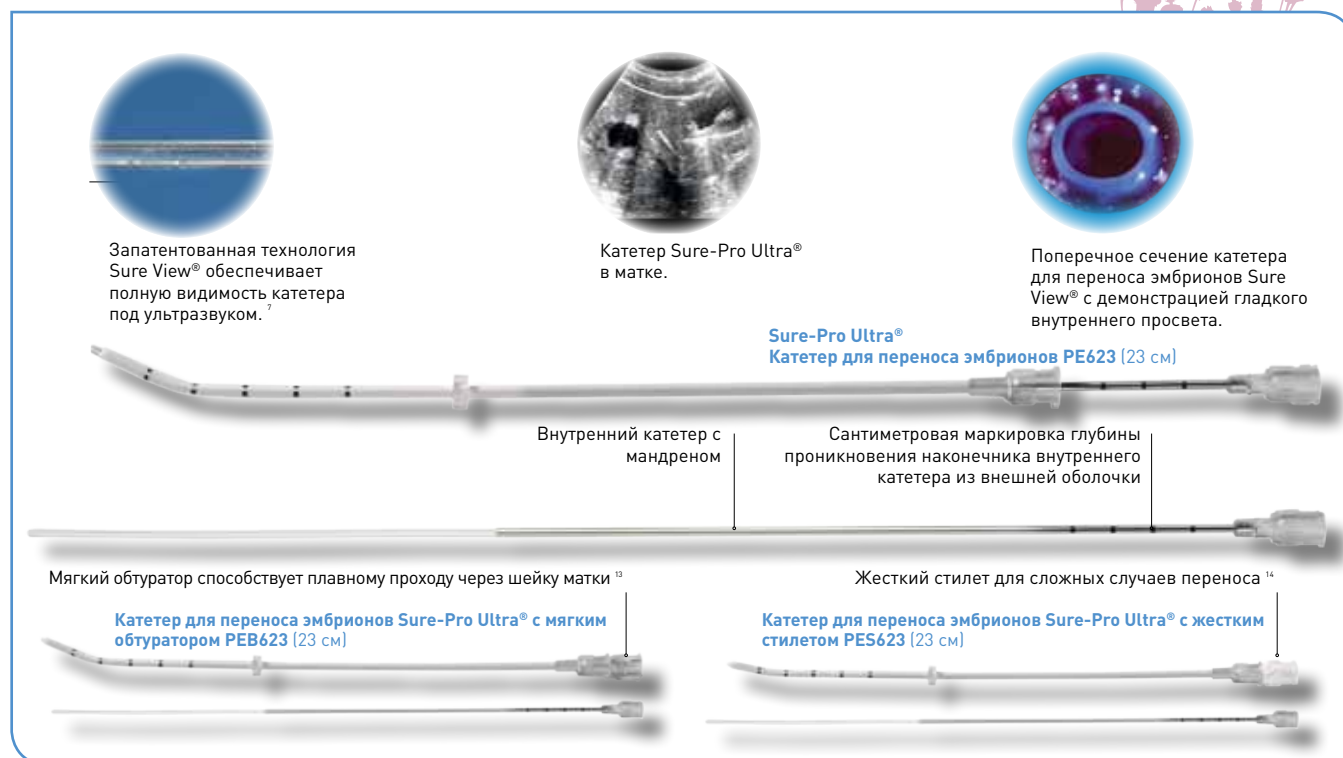 Запатентованная технология
Sure View® обеспечивает
полную видимость катетера
под ультразвуком. 7
Катетер Sure-Pro Ultra®
в матке.
Поперечное сечение катетера
для переноса эмбрионов Sure
View® с демонстрацией гладкого
внутреннего просвета.
Sure-Pro Ultra®
Катетер для переноса эмбрионов PE623 (23 см)
Внутренний катетер с
мандреном
Сантиметровая маркировка глубины
проникновения наконечника внутреннего
катетера из внешней оболочки
Мягкий обтуратор способствует плавному проходу через шейку матки 13
Жесткий стилет для сложных случаев переноса 14
Катетер для переноса эмбрионов Sure-Pro Ultra® с мягким
обтуратором PEB623 (23 см)
Катетер для переноса эмбрионов Sure-Pro Ultra® с жестким
стилетом PES623 (23 см)